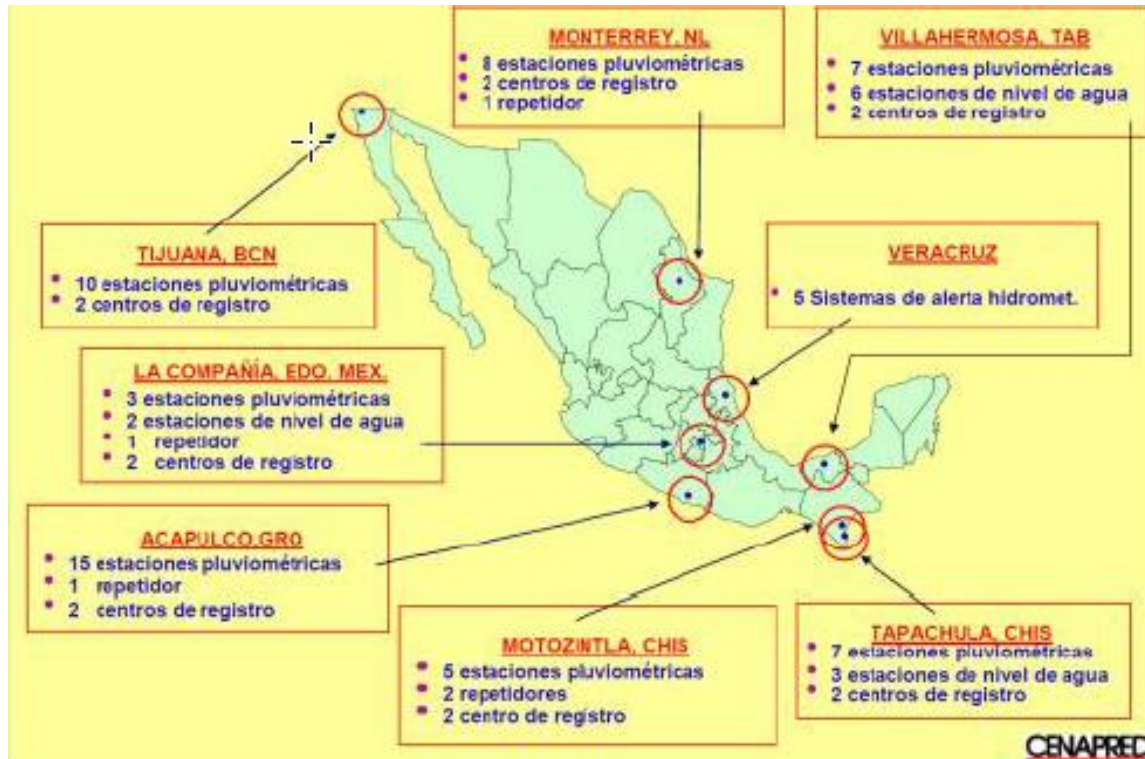 MONTERREY, NL
8 estaciones pluviométricas
2 centros de registro
1 repetidor
VILLAHERMOSA, TAB
7 estaciones pluviométricas
6 estaciones de nivel de agua
2 centros de registro
TIJUANA, BCN
10 estaciones pluviométricas
2 centros de registro
VERACRUZ
5 Sistemas de alerta hidromet.
LA COMPAÑÍA, EDO. MEX.
3 estaciones pluviométricas
2 estaciones de nivel de agua
1 repetidor
2 centros de registro
ACAPULCO,GRO
15 estaciones pluviométricas
1 repetidor
2 centros de registro
MOTOZINTLA, CHIS
5 estaciones pluviométricas
2 repetidores
2 centro de registro
TAPACHULA, CHIS
7 estaciones pluviométricas
3 estaciones de nivel de agua
2 centros de registro
CENAPRED